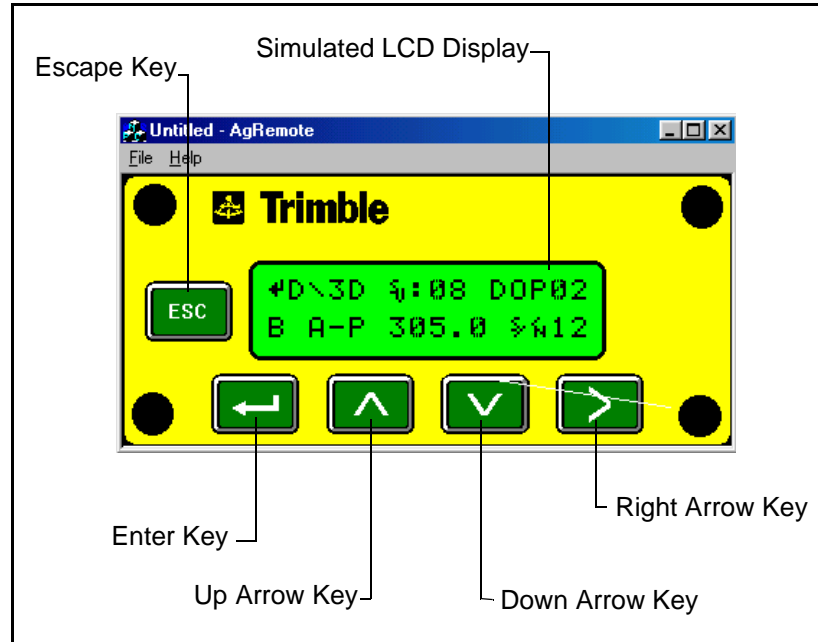 Simulated LCD Display
Escape Key
Untitled - AgRemote
File Help
Trimble
D\3D :08 DOP02
ESC
B A-P 305.0 12
Right Arrow Key
Enter Key
Up Arrow Key
Down Arrow Key